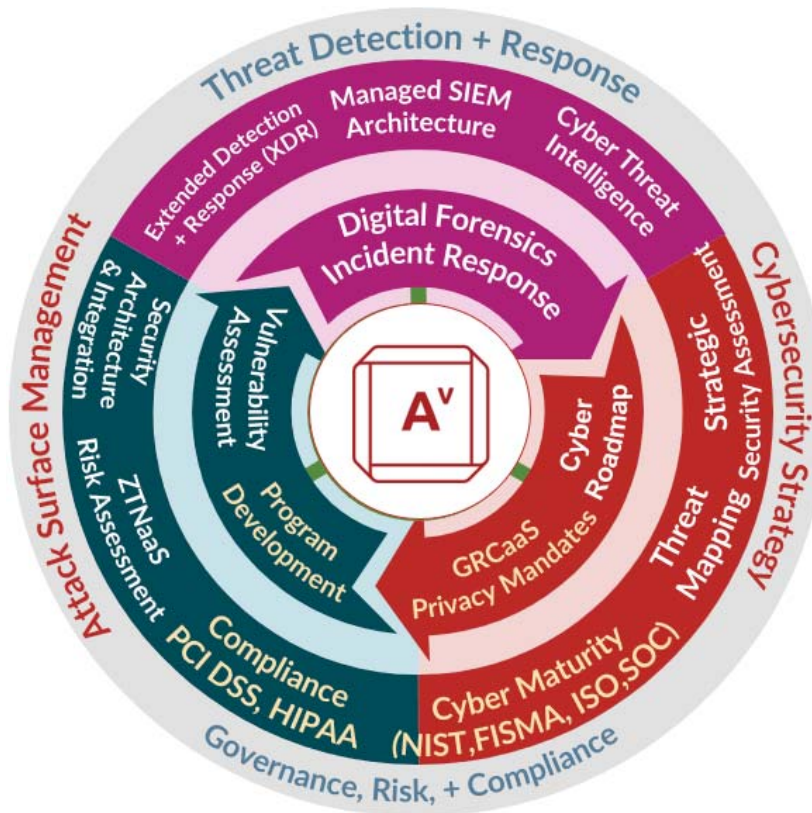 Threat Detection + Response
Extended Detection
+ Response (XDR)
Managed SIEM
Architecture
Cyber Threat
Intelligence
Digital Forensics
Incident Response
Cybersecurity Strategy
Strategic
Security Assessment
Threat
Mapping
Cyber
Roadmap
GRCaaS
Privacy Mandates
Cyber Maturity
(NIST,FISMA, ISO,SOC)
Governance, Risk, + Compliance
Compliance
PCI DSS, HIPAA
Program
Development
Vulnerability
Assessment
ZTNaaS
Risk Assessment
Security
Architecture
& Integration
Attack Surface Management
Av